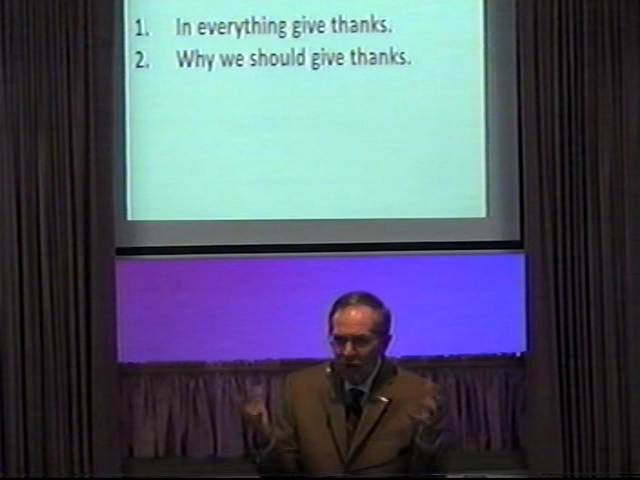 1. In everything give thanks.
2. Why we should give thanks.